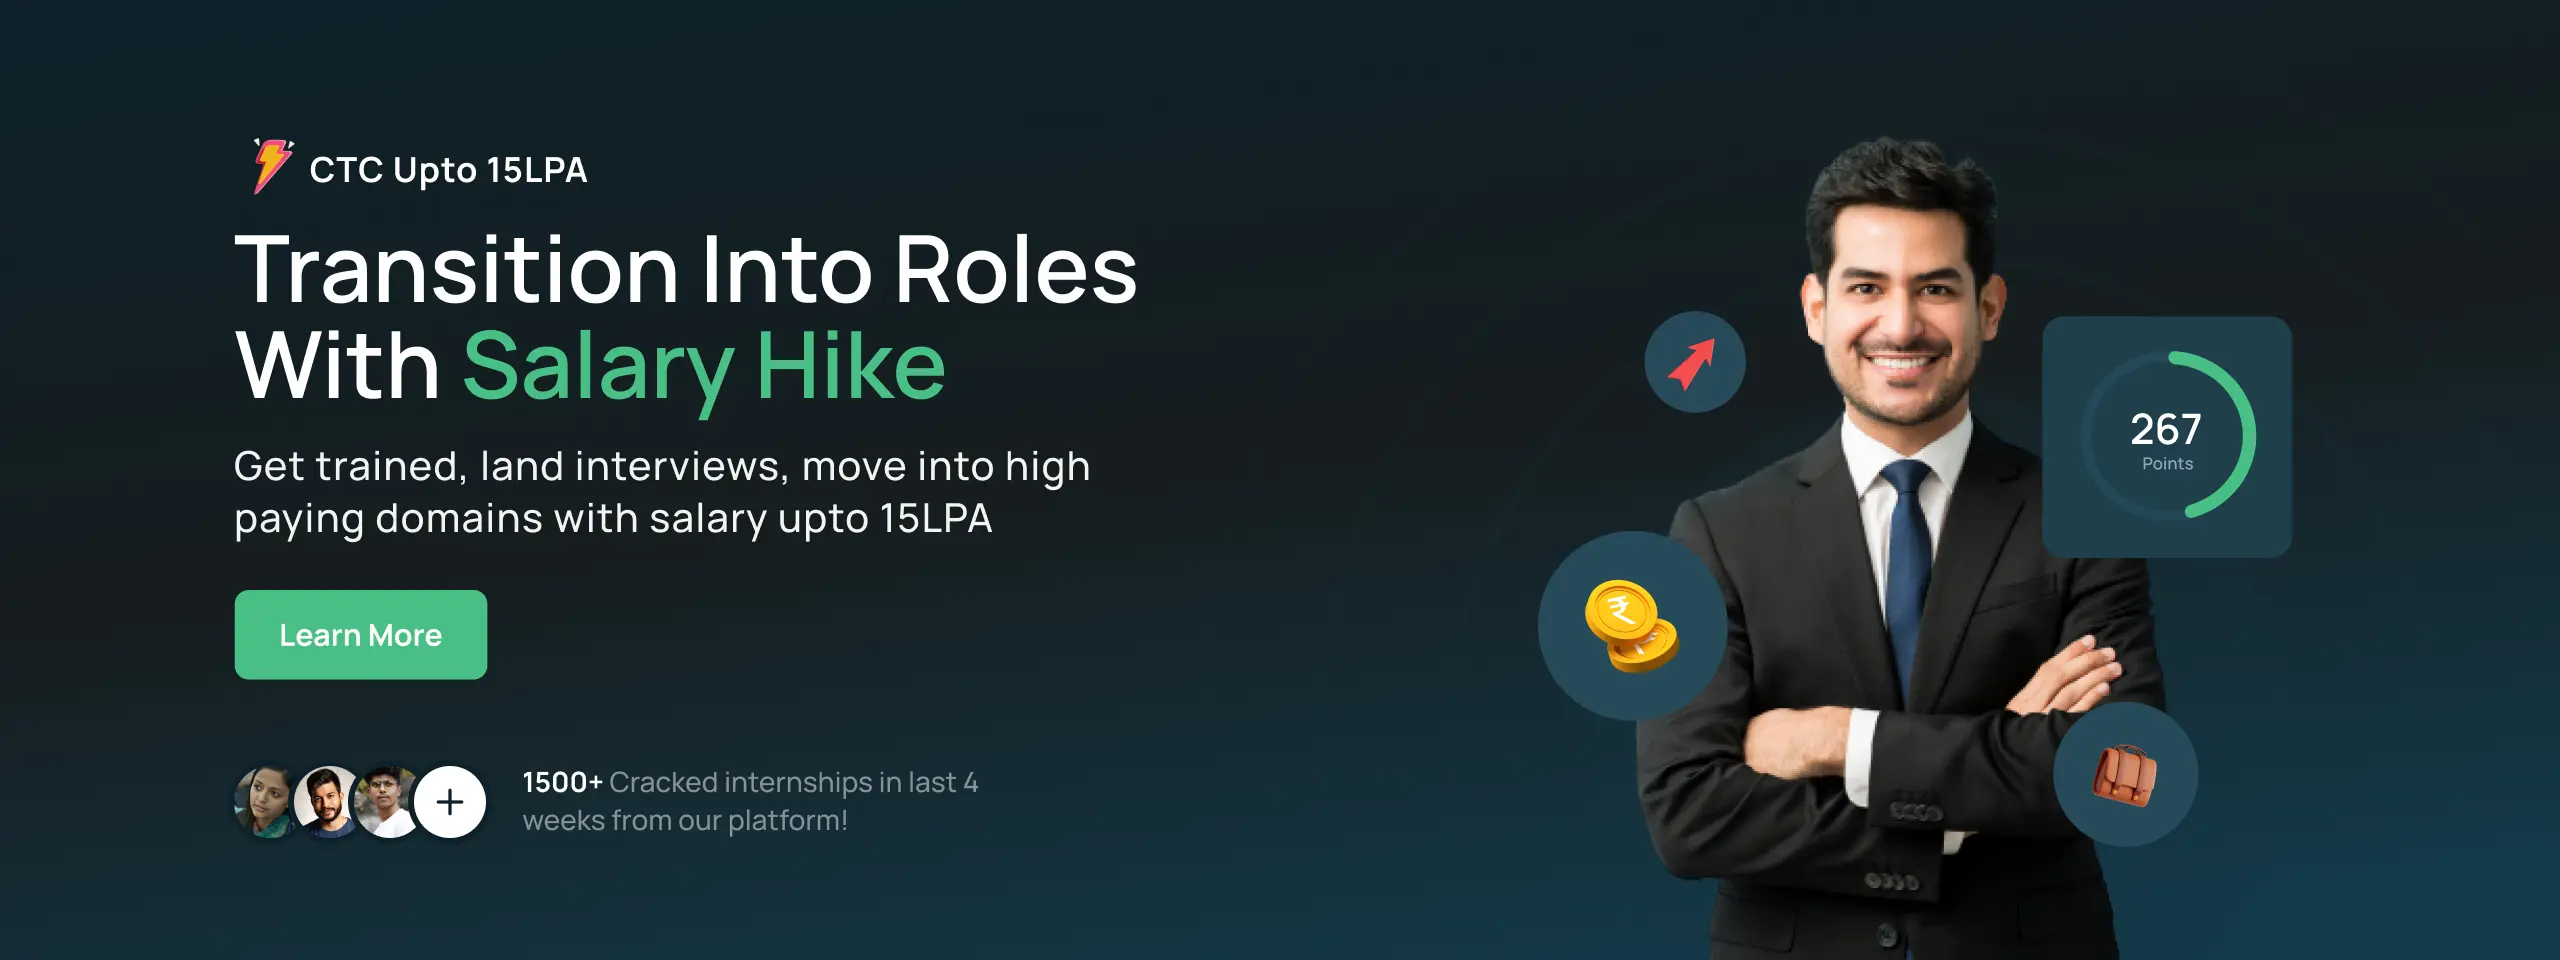 CTC Upto 15LPA
Transition Into Roles
With Salary Hike
Get trained, land interviews, move into high
paying domains with salary upto 15LPA
Learn More
1500+ Cracked internships in last 4
weeks from our platform!
267
Points
₹